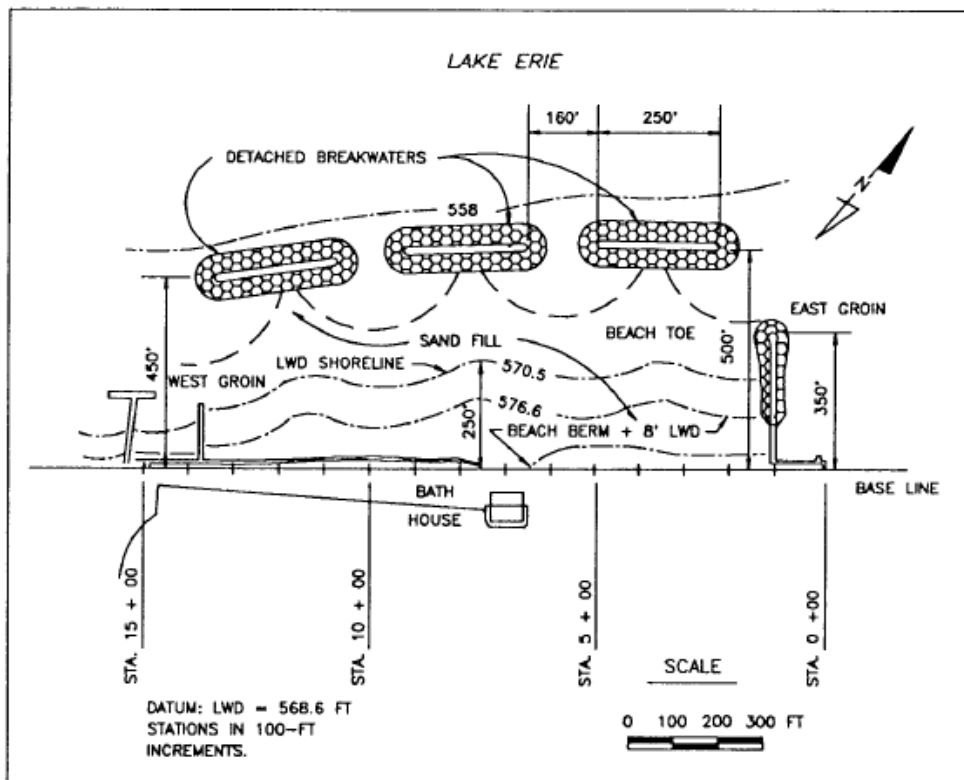 LAKE ERIE
160'
250'
DETACHED BREAKWATERS
N
558
EAST GROIN
BEACH TOE
SAND FILL
450'
500'
LWD SHORELINE
570.5
WEST GROIN
350'
576.6
250'
BEACH BERM + 8' LWD
BASE LINE
BATH
HOUSE
STA. 15 + 00
STA. 10 + 00
STA. 5 + 00
STA. 0 +00
SCALE
DATUM: LWD = 568.6 FT
STATIONS IN 100-FT
INCREMENTS.
0 100 200 300 FT